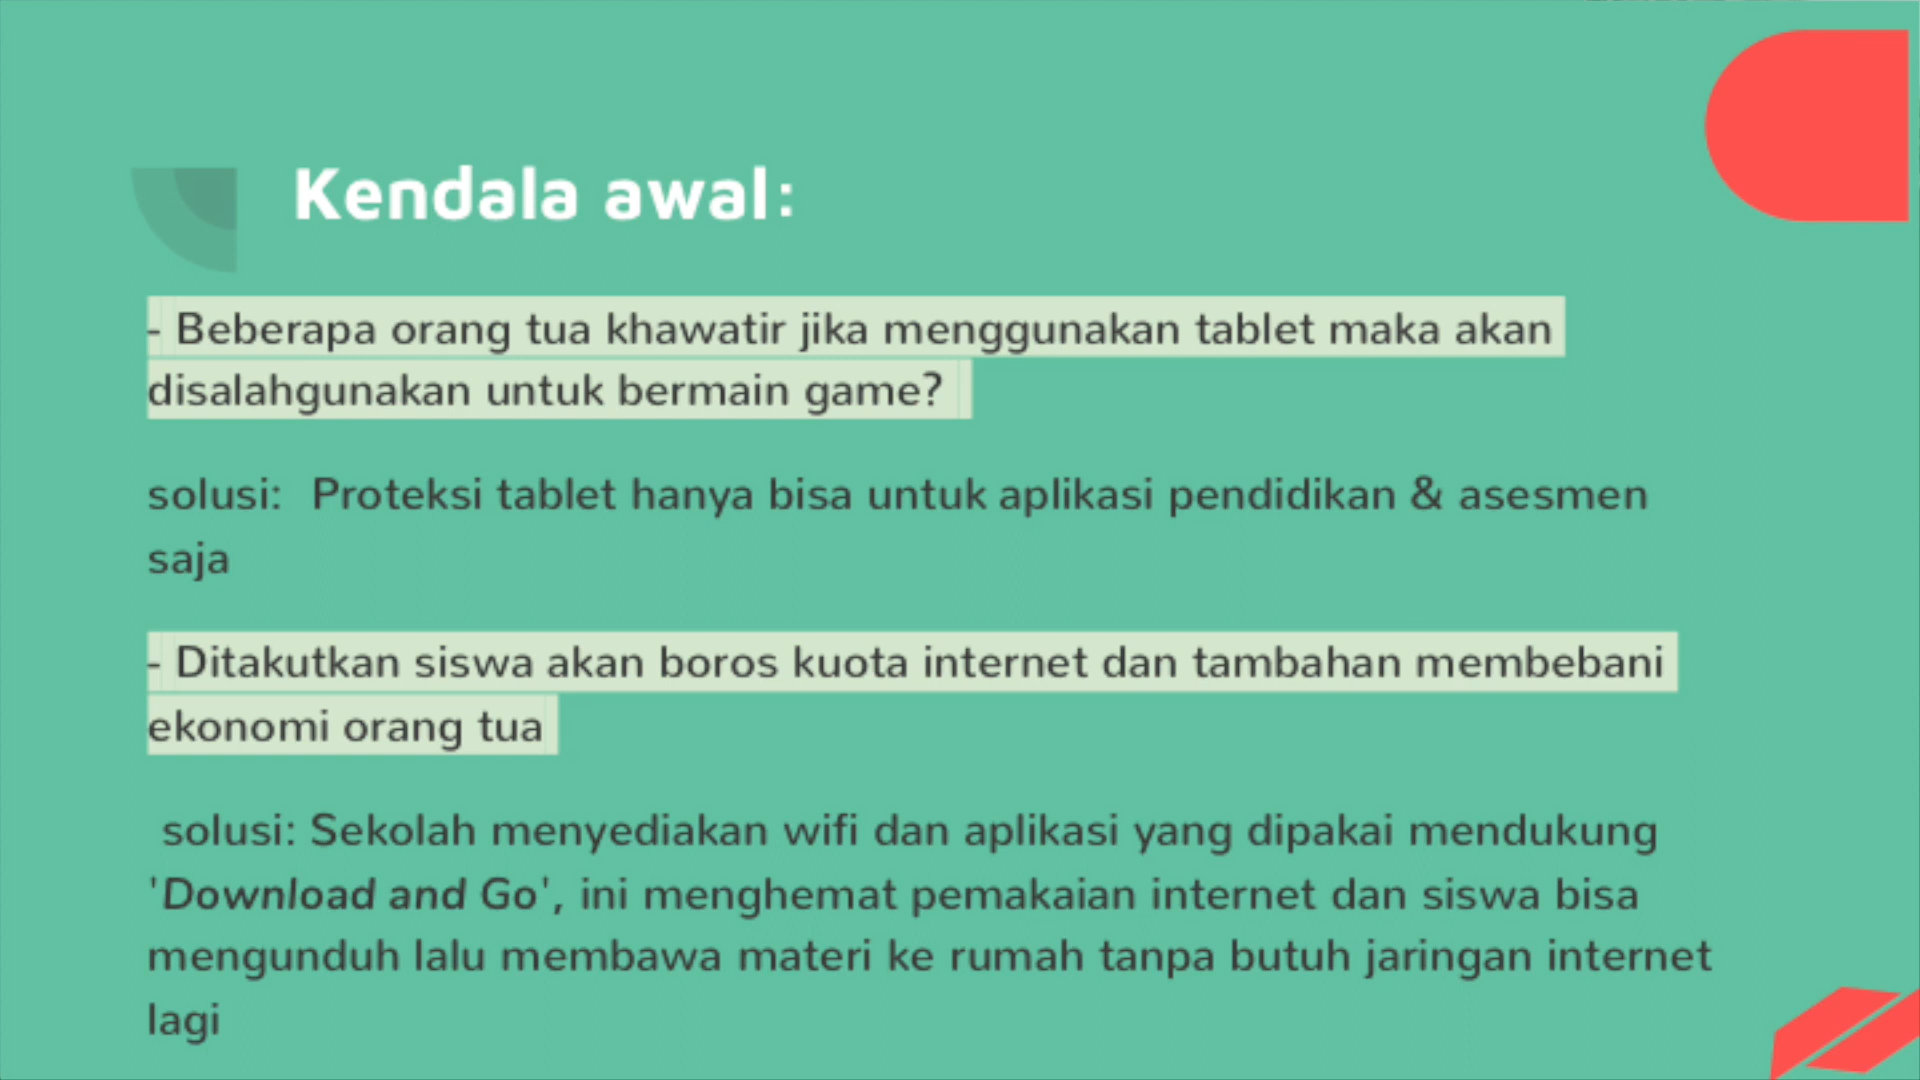 Kendala awal:
- Beberapa orang tua khawatir jika menggunakan tablet maka akan
disalahgunakan untuk bermain game?
solusi:  Proteksi tablet hanya bisa untuk aplikasi pendidikan & asesmen
saja
- Ditakutkan siswa akan boros kuota internet dan tambahan membebani
ekonomi orang tua
solusi: Sekolah menyediakan wifi dan aplikasi yang dipakai mendukung
'Download and Go', ini menghemat pemakaian internet dan siswa bisa
mengunduh lalu membawa materi ke rumah tanpa butuh jaringan internet
lagi